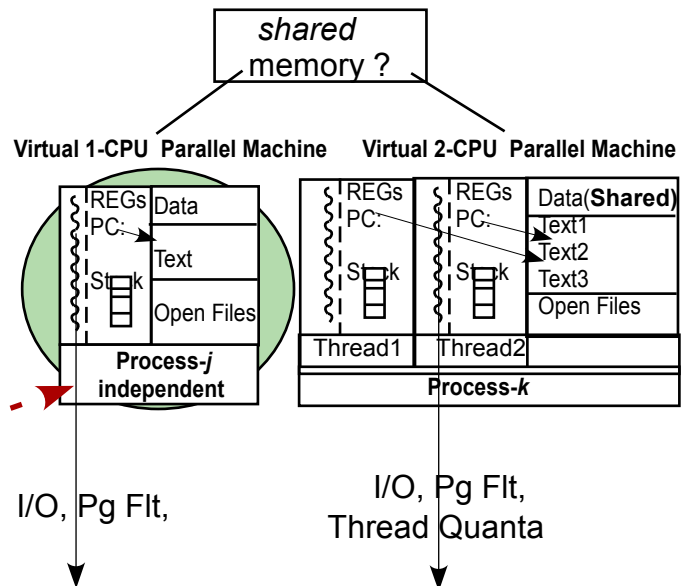 shared
memory ?
Virtual 1-CPU Parallel Machine
REGs
PC:
Stack
Data
Text
Open Files
Process-j
independent
I/O, Pg Flt,
Virtual 2-CPU Parallel Machine
REGs
PC:
Stack
REGs
PC:
Stack
Data(Shared)
Text1
Text2
Text3
Open Files
Thread1
Thread2
Process-k
I/O, Pg Flt,
Thread Quanta